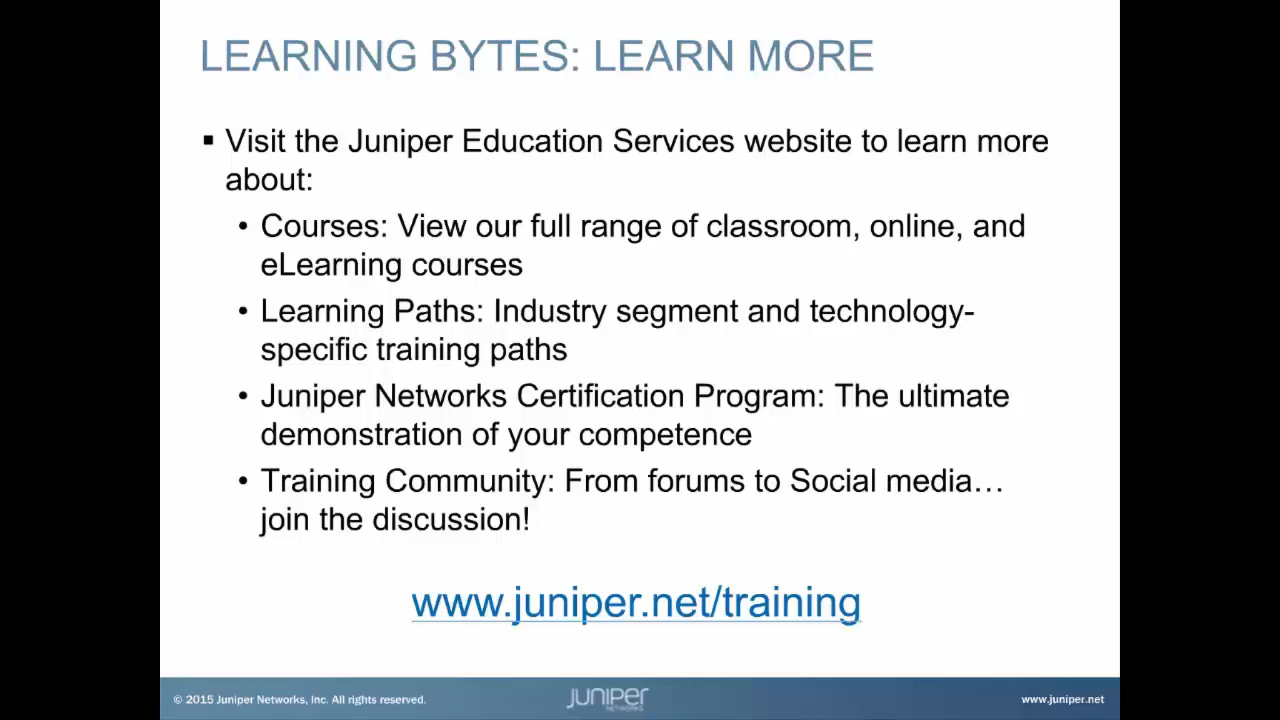 LEARNING BYTES: LEARN MORE
▪ Visit the Juniper Education Services website to learn more
about:
• Courses: View our full range of classroom, online, and
eLearning courses
• Learning Paths: Industry segment and technology-
specific training paths
• Juniper Networks Certification Program: The ultimate
demonstration of your competence
• Training Community: From forums to Social media…
join the discussion!
www.juniper.net/training
© 2015 Juniper Networks, Inc. All rights reserved.
JUNIPER
NETWORKS
www.juniper.net